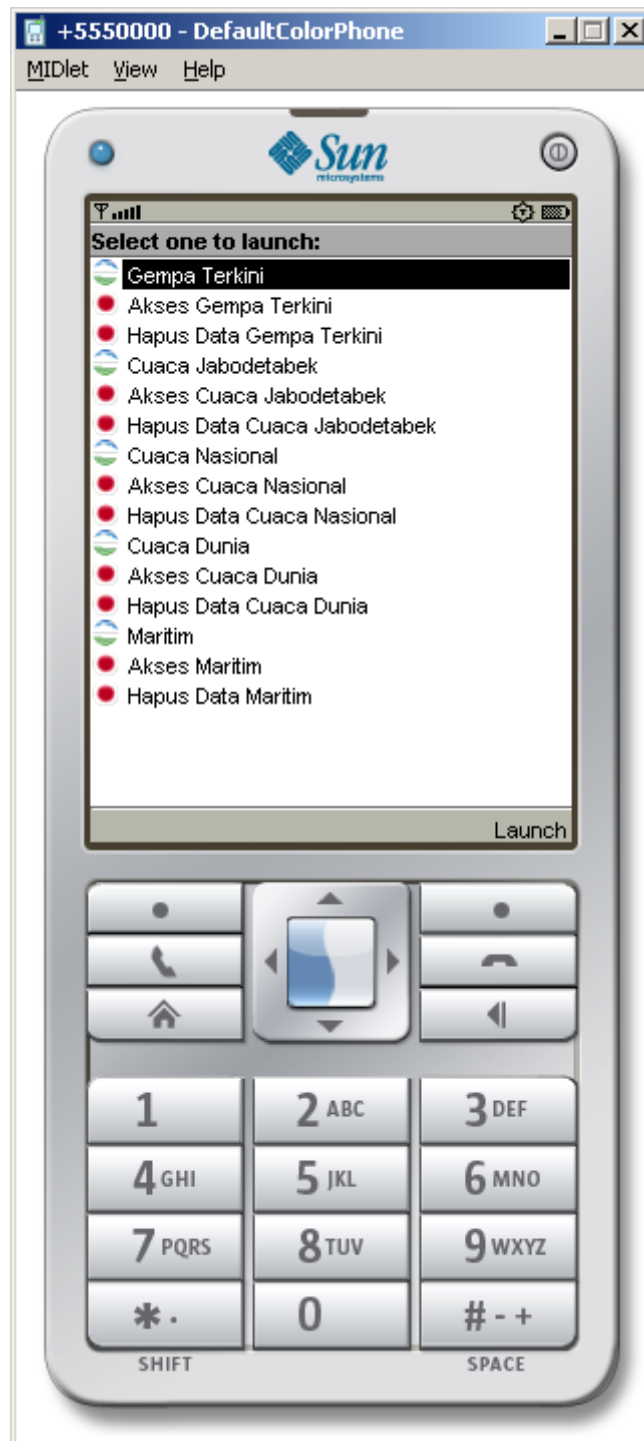 +5550000 - DefaultColorPhone
MIDlet View Help
Sun
microsystems
Select one to launch:
Gempa Terkini
Akses Gempa Terkini
Hapus Data Gempa Terkini
Cuaca Jabodetabek
Akses Cuaca Jabodetabek
Hapus Data Cuaca Jabodetabek
Cuaca Nasional
Akses Cuaca Nasional
Hapus Data Cuaca Nasional
Cuaca Dunia
Akses Cuaca Dunia
Hapus Data Cuaca Dunia
Maritim
Akses Maritim
Hapus Data Maritim
Launch
1 2 ABC 3 DEF
4 GHI 5 JKL 6 MNO
7 PQRS 8 TUV 9 WXYZ
* . 0 # - +
SHIFT SPACE